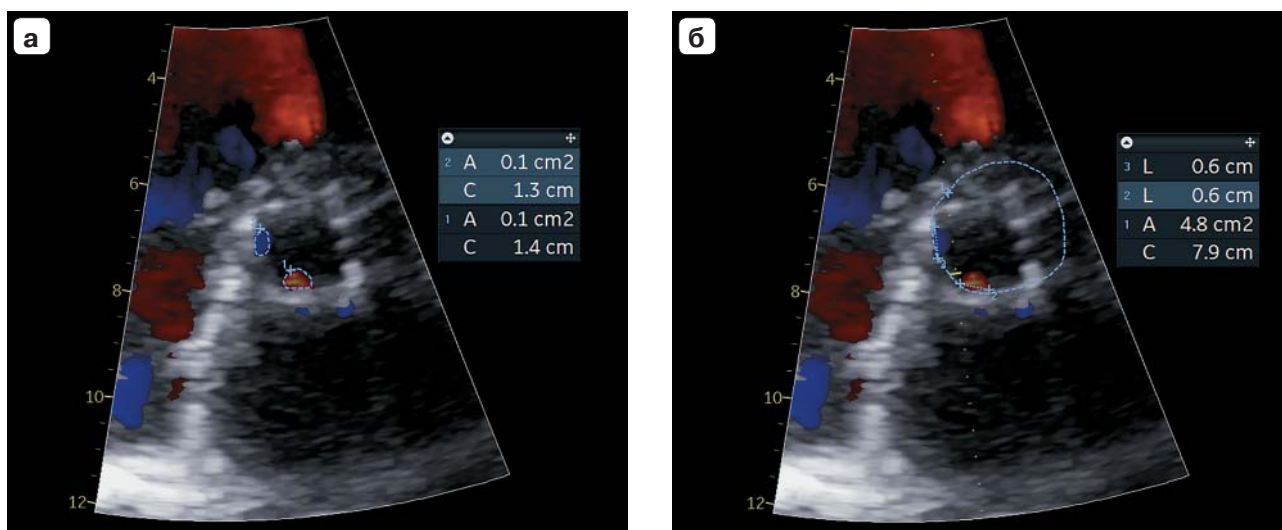 а
4
6
8
10
12
2 A 0.1 cm2
C 1.3 cm
1 A 0.1 cm2
C 1.4 cm
б
4
6
8
10
12
3 L 0.6 cm
2 L 0.6 cm
1 A 4.8 cm2
C 7.9 cm